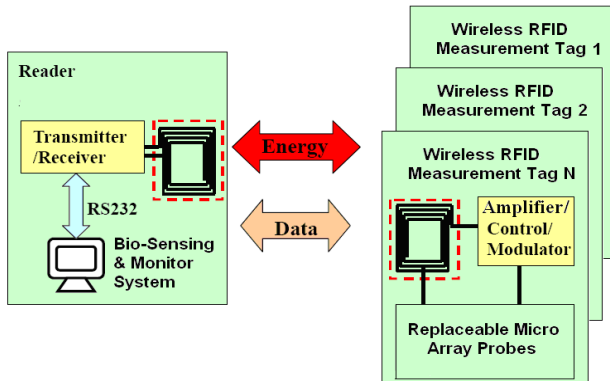 Reader
Transmitter
/Receiver
RS232
Bio-Sensing
& Monitor
System
Energy
Data
Wireless RFID
Measurement Tag 1
Wireless RFID
Measurement Tag 2
Wireless RFID
Measurement Tag N
Amplifier/
Control/
Modulator
Replaceable Micro
Array Probes